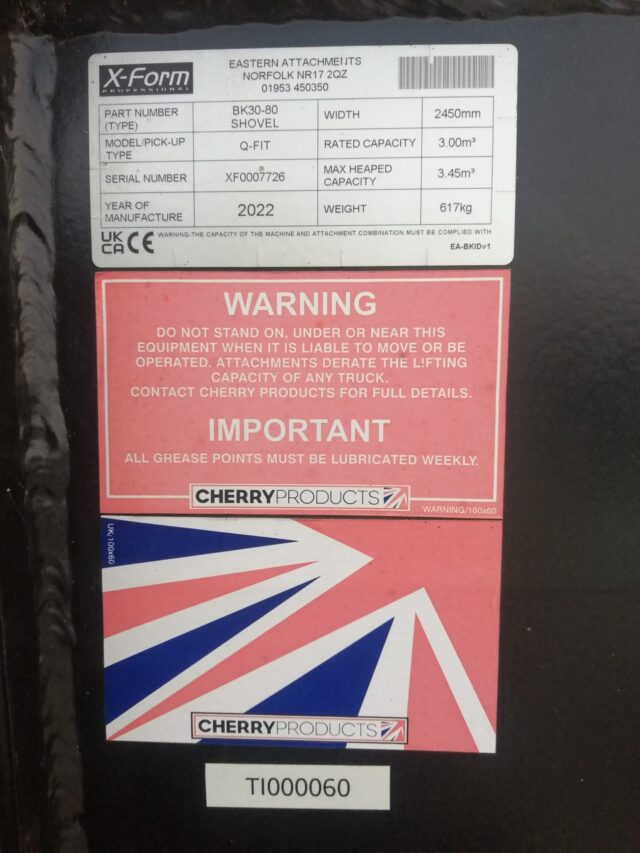 X-FORM
PROFESSIONAL
EASTERN ATTACHMENTS
NORFOLK NR17 2QZ
01953 450350
PART NUMBER (TYPE) BK30-80 SHOVEL WIDTH 2450mm
MODEL/PICK-UP TYPE Q-FIT RATED CAPACITY 3.00m³
SERIAL NUMBER XF0007726 MAX HEAPED CAPACITY 3.45m³
YEAR OF MANUFACTURE 2022 WEIGHT 617kg
UK CA CE WARNING-THE CAPACITY OF THE MACHINE AND ATTACHMENT COMBINATION MUST BE COMPLIED WITH
EA-BKIDv1
WARNING
DO NOT STAND ON, UNDER OR NEAR THIS
EQUIPMENT WHEN IT IS LIABLE TO MOVE OR BE
OPERATED. ATTACHMENTS DERATE THE LIFTING
CAPACITY OF ANY TRUCK.
CONTACT CHERRY PRODUCTS FOR FULL DETAILS.
IMPORTANT
ALL GREASE POINTS MUST BE LUBRICATED WEEKLY.
CHERRYPRODUCTS
WARNING/100x60
UK/100x60
CHERRYPRODUCTS
TI000060